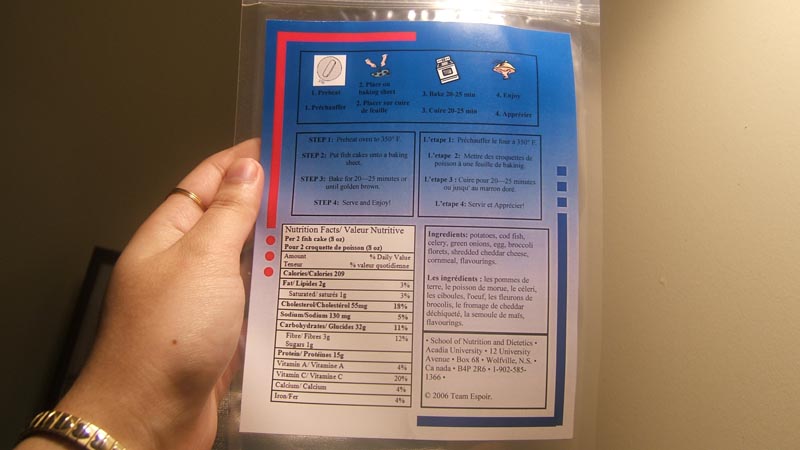 1. Preheat
1. Préchauffer
2. Place on
baking sheet
2. Placer sur cuire
de feuille
3. Bake 20-25 min
3. Cuire 20-25 min
4. Enjoy
4. Apprécier
STEP 1: Preheat oven to 350° F.
STEP 2: Put fish cakes unto a baking
sheet.
STEP 3: Bake for 20—25 minutes or
until golden brown.
STEP 4: Serve and Enjoy!
L'etape 1: Préchauffer le four à 350° F.
L'etape 2: Mettre des croquettes de
poisson à une feuille de baking.
L'etape 3 : Cuire pour 20—25 minutes
ou jusqu' au marron doré.
L'etape 4: Servir et Apprécier!
Nutrition Facts/ Valeur Nutritive
Per 2 fish cake (8 oz)
Pour 2 croquette de poisson (8 oz)
Amount % Daily Value
Teneur % valeur quotidienne
Calories/Calories 209
Fat/ Lipides 2g 3%
Saturated/ saturés 1g 3%
Cholesterol/Cholestérol 55mg 18%
Sodium/Sodium 130 mg 5%
Carbohydrates/ Glucides 32g 11%
Fibre/ Fibres 3g 12%
Sugars 1g
Protein/ Protéines 15g
Vitamin A/ Vitamine A 4%
Vitamin C/ Vitamine C 20%
Calcium/ Calcium 4%
Iron/Fer 4%
Ingredients: potatoes, cod fish,
celery, green onions, egg, broccoli
florets, shredded cheddar cheese,
cornmeal, flavourings.
Les ingrédients : les pommes de
terre, le poisson de morue, le céleri,
les ciboules, l'oeuf, les fleurons de
brocolis, le fromage de cheddar
déchiqueté, la semoule de maïs,
flavourings.
• School of Nutrition and Dietetics •
Acadia University • 12 University
Avenue • Box 68 • Wolfville, N.S. •
Ca nada • B4P 2R6 • 1-902-585-
1366 •
© 2006 Team Espoir.